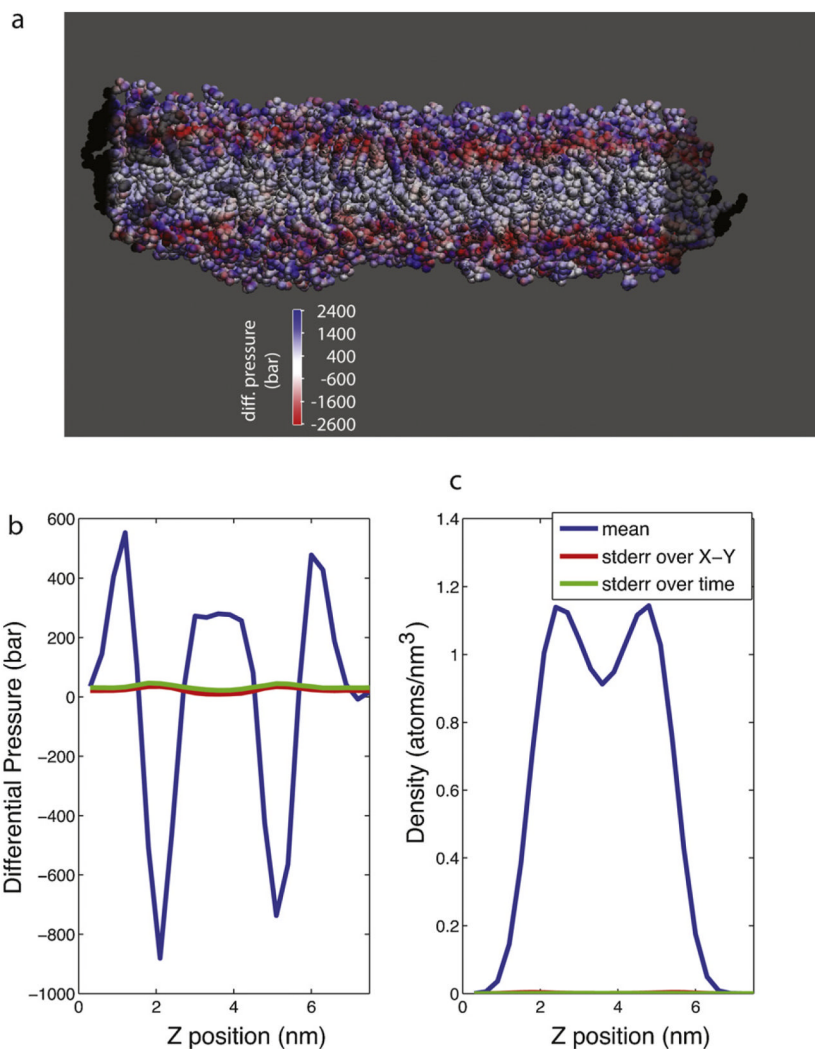 a
diff. pressure
(bar)
2400
1400
400
-600
-1600
-2600
b
600
400
200
0
−200
−400
−600
−800
−1000
0
2
4
6
Differential Pressure (bar)
Z position (nm)
c
mean
stderr over X−Y
stderr over time
1.4
1.2
1
0.8
0.6
0.4
0.2
0
0
2
4
6
Density (atoms/nm³)
Z position (nm)